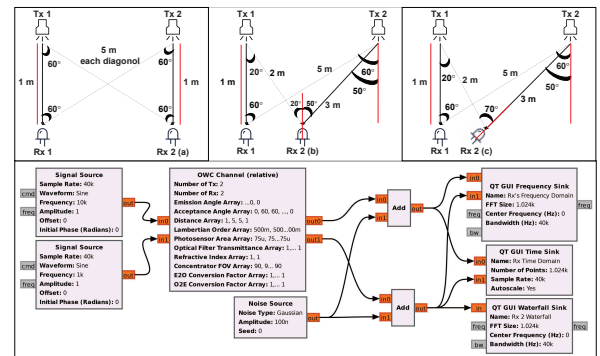 Tx 1
Tx 2
60°
60°
5 m
each diagonol
1 m
1 m
60°
60°
Rx 1
Rx 2 (a)
Tx 1
Tx 2
20°
2 m
5 m
60°
50°
1 m
20°
50°
3 m
60°
Rx 1
Rx 2 (b)
Tx 1
Tx 2
20°
2 m
5 m
60°
50°
1 m
60°
70°
3 m
Rx 1
Rx 2 (c)
Signal Source
Sample Rate: 40k
Waveform: Sine
Frequency: 10k
Amplitude: 1
Offset: 0
Initial Phase (Radians): 0
cmd
freq
out
Signal Source
Sample Rate: 40k
Waveform: Sine
Frequency: 1k
Amplitude: 1
Offset: 0
Initial Phase (Radians): 0
cmd
freq
out
OWC Channel (relative)
Number of Tx: 2
Number of Rx: 2
Emission Angle Array: ...0, 0
Acceptance Angle Array: 0, 60, 60, ..., 0
Distance Array: 1, 5, 5, 1
Lambertian Order Array: 500m, 500...00m
Photosensor Area Array: 75u, 75...75u
Optical Filter Transmittance Array: 1,... 1
Refractive Index Array: 1, 1
Concentrator FOV Array: 90, 9... 90
E2O Conversion Factor Array: 1,... 1
O2E Conversion Factor Array: 1,... 1
in0
in1
out0
out1
Noise Source
Noise Type: Gaussian
Amplitude: 100n
Seed: 0
out
in0
in1
Add
out
in0
in1
Add
out
QT GUI Frequency Sink
Name: Rx's Frequency Domain
FFT Size: 1.024k
Center Frequency (Hz): 0
Bandwidth (Hz): 40k
in0
in1
freq
bw
freq
QT GUI Time Sink
Name: Rx Time Domain
Number of Points: 1.024k
Sample Rate: 40k
Autoscale: Yes
in0
in1
QT GUI Waterfall Sink
Name: Rx 2 Waterfall
FFT Size: 1.024k
Center Frequency (Hz): 0
Bandwidth (Hz): 40k
in
freq
bw
freq